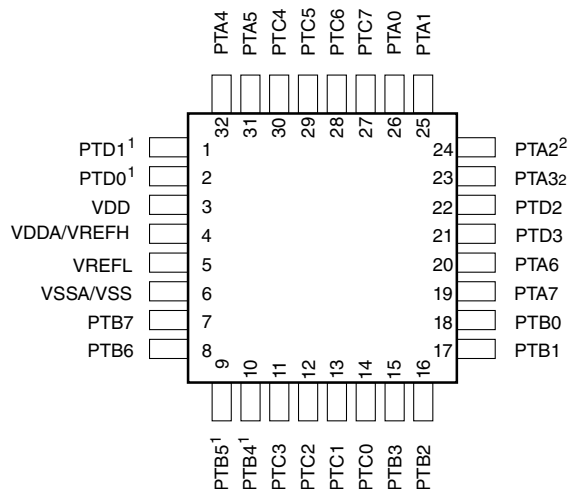 PTA4 PTA5 PTC4 PTC5 PTC6 PTC7 PTA0 PTA1
32 31 30 29 28 27 26 25
PTD1¹ 1 24 PTA2²
PTD0¹ 2 23 PTA32
VDD 3 22 PTD2
VDDA/VREFH 4 21 PTD3
VREFL 5 20 PTA6
VSSA/VSS 6 19 PTA7
PTB7 7 18 PTB0
PTB6 8 17 PTB1
9 10 11 12 13 14 15 16
PTB5¹ PTB4¹ PTC3 PTC2 PTC1 PTC0 PTB3 PTB2